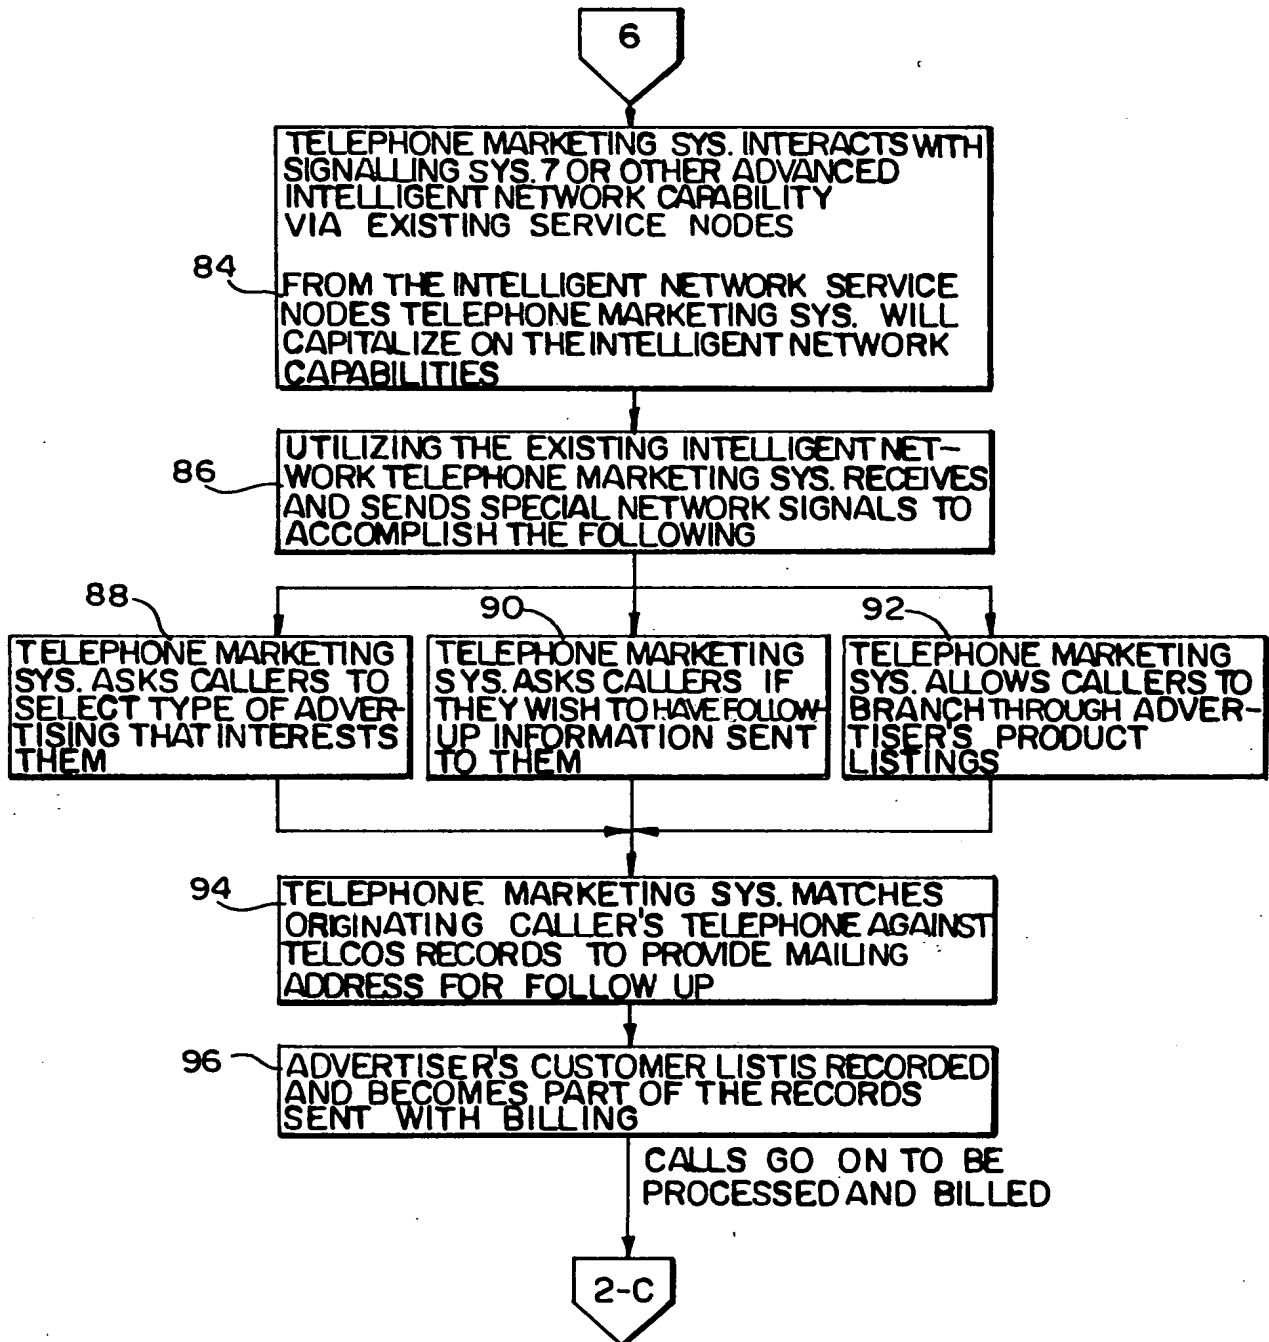 6
TELEPHONE MARKETING SYS. INTERACTS WITH
SIGNALLING SYS. 7 OR OTHER ADVANCED
INTELLIGENT NETWORK CAPABILITY
VIA EXISTING SERVICE NODES
84
FROM THE INTELLIGENT NETWORK SERVICE
NODES TELEPHONE MARKETING SYS. WILL
CAPITALIZE ON THE INTELLIGENT NETWORK
CAPABILITIES
86
UTILIZING THE EXISTING INTELLIGENT NET-
WORK TELEPHONE MARKETING SYS. RECEIVES
AND SENDS SPECIAL NETWORK SIGNALS TO
ACCOMPLISH THE FOLLOWING
88
TELEPHONE MARKETING
SYS. ASKS CALLERS TO
SELECT TYPE OF ADVER-
TISING THAT INTERESTS
THEM
90
TELEPHONE MARKETING
SYS. ASKS CALLERS IF
THEY WISH TO HAVE FOLLOW-
UP INFORMATION SENT
TO THEM
92
TELEPHONE MARKETING
SYS. ALLOWS CALLERS TO
BRANCH THROUGH ADVER-
TISER'S PRODUCT
LISTINGS
94
TELEPHONE MARKETING SYS. MATCHES
ORIGINATING CALLER'S TELEPHONE AGAINST
TELCOS RECORDS TO PROVIDE MAILING
ADDRESS FOR FOLLOW UP
96
ADVERTISER'S CUSTOMER LIST IS RECORDED
AND BECOMES PART OF THE RECORDS
SENT WITH BILLING
CALLS GO ON TO BE
PROCESSED AND BILLED
2-C